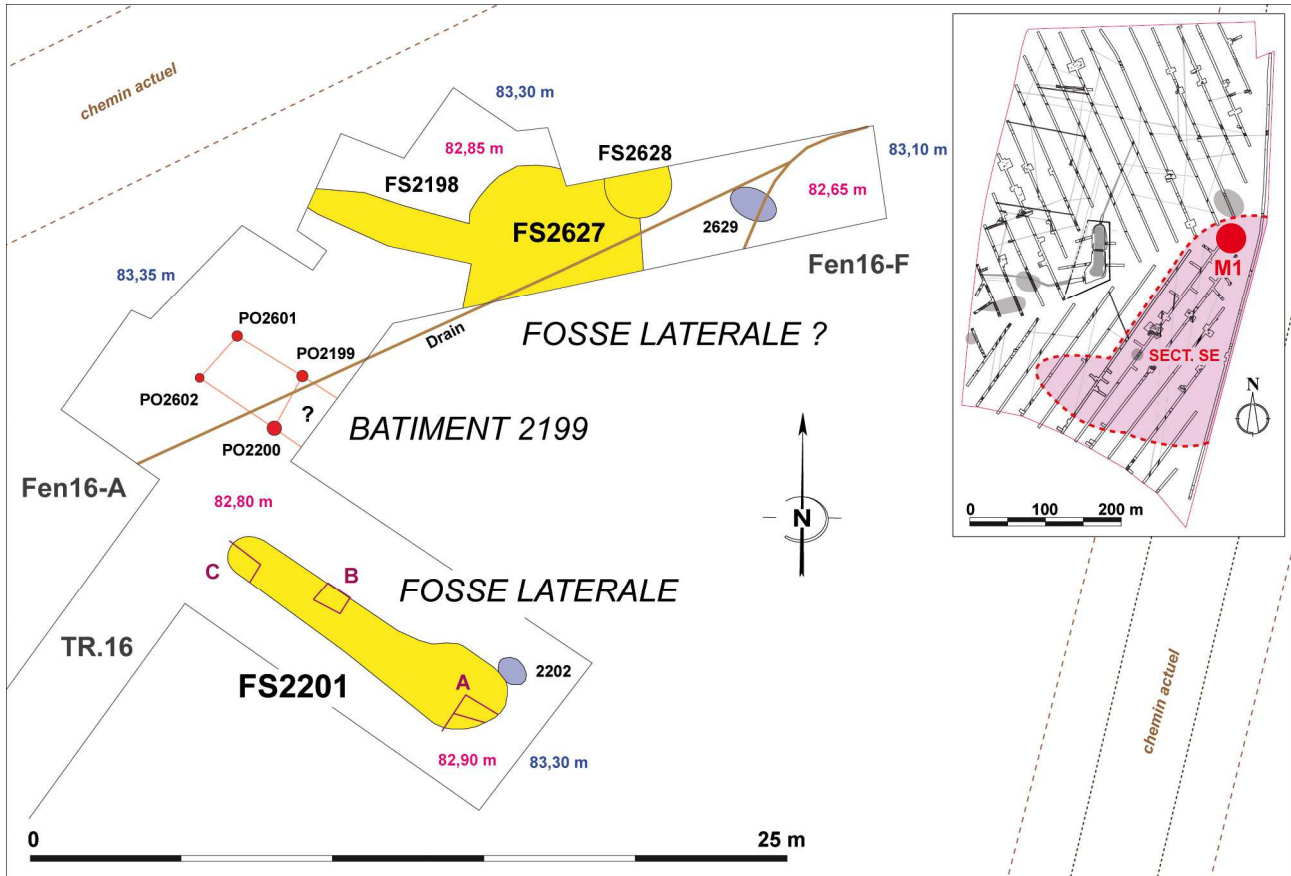 chemin actuel
83,30 m
82,85 m
FS2198
FS2628
83,10 m
82,65 m
2629
FS2627
Fen16-F
83,35 m
PO2601
PO2199
PO2602
?
PO2200
Drain
FOSSE LATERALE ?
BATIMENT 2199
Fen16-A
82,80 m
N
C
B
FOSSE LATERALE
TR.16
FS2201
A
2202
82,90 m
83,30 m
0
25 m
M1
SECT. SE
N
0
100
200 m
chemin actuel